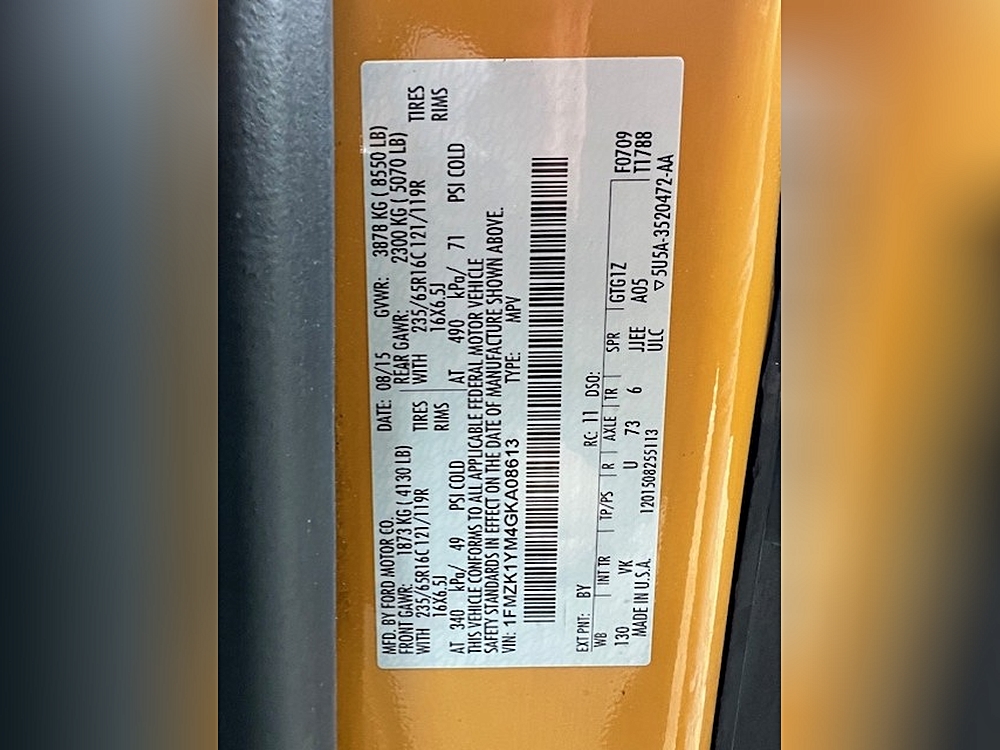 MFD. BY FORD MOTOR CO.
DATE: 08/15
GVWR: 3878 KG ( 8550 LB)
FRONT GAWR: 1873 KG ( 4130 LB)
REAR GAWR: 2300 KG ( 5070 LB)
WITH 235/65R16C 121/119R TIRES
WITH 235/65R16C 121/119R TIRES
16X6.5J RIMS
16X6.5J RIMS
AT 340 kPa/ 49 PSI COLD
AT 490 kPa/ 71 PSI COLD
THIS VEHICLE CONFORMS TO ALL APPLICABLE FEDERAL MOTOR VEHICLE
SAFETY STANDARDS IN EFFECT ON THE DATE OF MANUFACTURE SHOWN ABOVE.
VIN: 1FMZK1YM4GKA08613
TYPE: MPV
EXT PNT: BY RC: 11 DSO:
WB INT TR TP/PS R AXLE TR SPR F0709
130 VK U 73 6 JJEE GTG1Z T1788
ULC A05
MADE IN U.S.A. 1201508255113
▽5U5A-3520472-AA